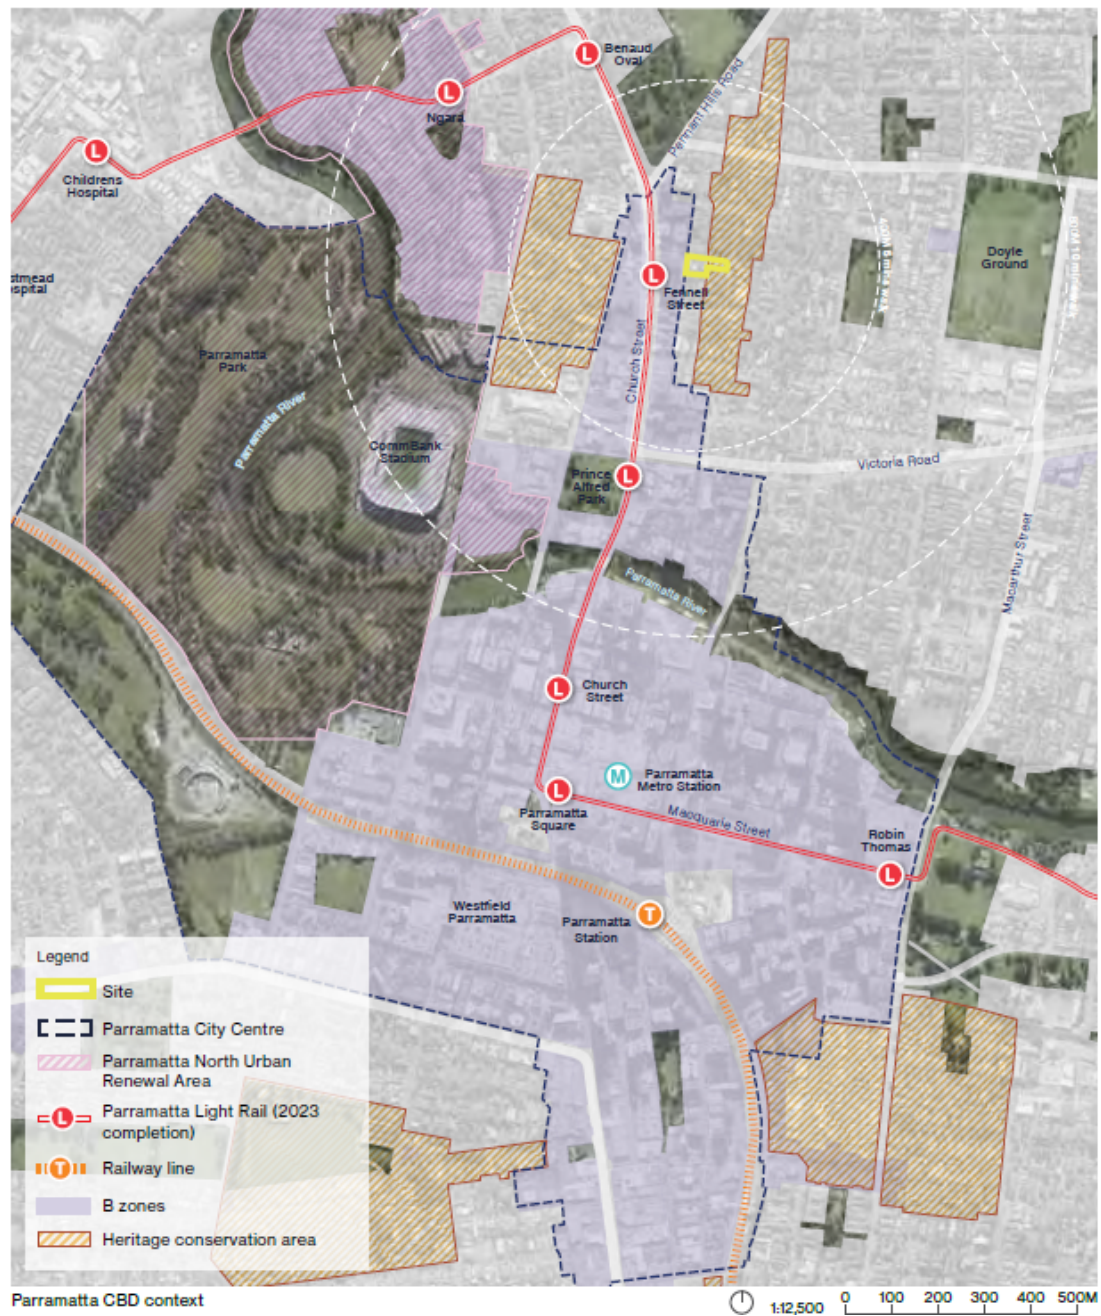 Benaud
Oval
Pennant Hills Road
Ngara
Childrens
Hospital
stmead
spital
Doyle
Ground
Fennell
Street
Church Street
Parramatta
Park
Parramatta River
CommBank
Stadium
Victoria Road
Prince
Alfred
Park
Macarthur Street
Parramatta River
Church
Street
Parramatta
Metro Station
Parramatta
Square
Macquarie Street
Robin
Thomas
Westfield
Parramatta
Parramatta
Station
L
L
L
L
L
L
L
L
M
T
Legend
Site
Parramatta City Centre
Parramatta North Urban
Renewal Area
L
Parramatta Light Rail (2023
completion)
T
Railway line
B zones
Heritage conservation area
Parramatta CBD context
1:12,500
0 100 200 300 400 500M